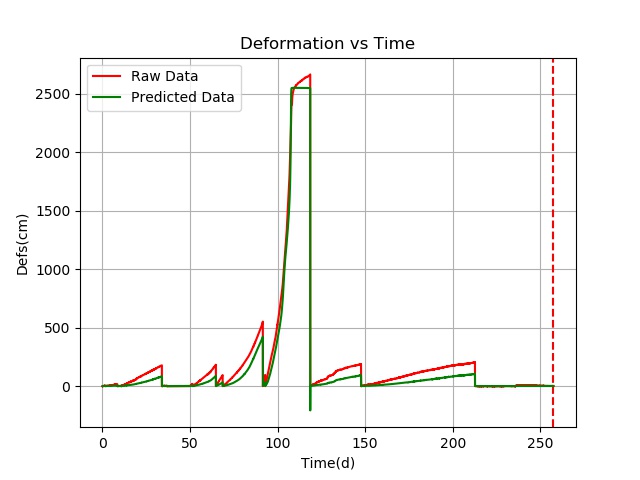 Deformation vs Time
Raw Data
Predicted Data
2500
2000
1500
1000
500
0
Defs(cm)
0 50 100 150 200 250
Time(d)